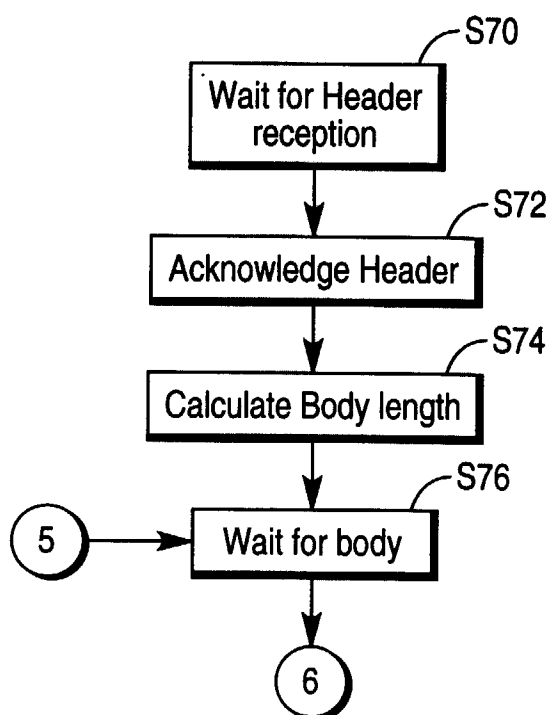 S70
Wait for Header
reception
S72
Acknowledge Header
S74
Calculate Body length
S76
5
Wait for body
6